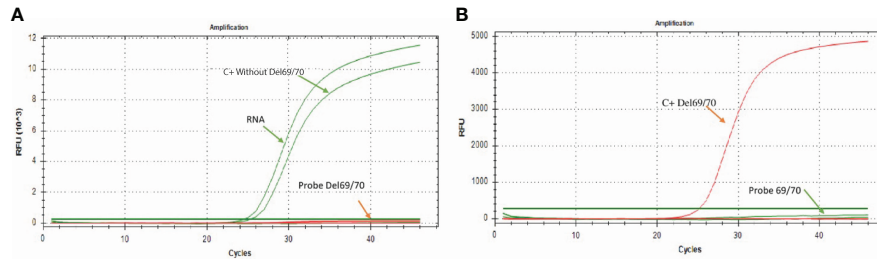 A
Amplification
12
10
8
6
4
2
0
RFU (10^3)
C+ Without Del69/70
RNA
Probe Del69/70
0
10
20
30
40
Cycles
B
Amplification
5000
4000
3000
2000
1000
0
RFU
C+ Del69/70
Probe 69/70
0
10
20
30
40
Cycles